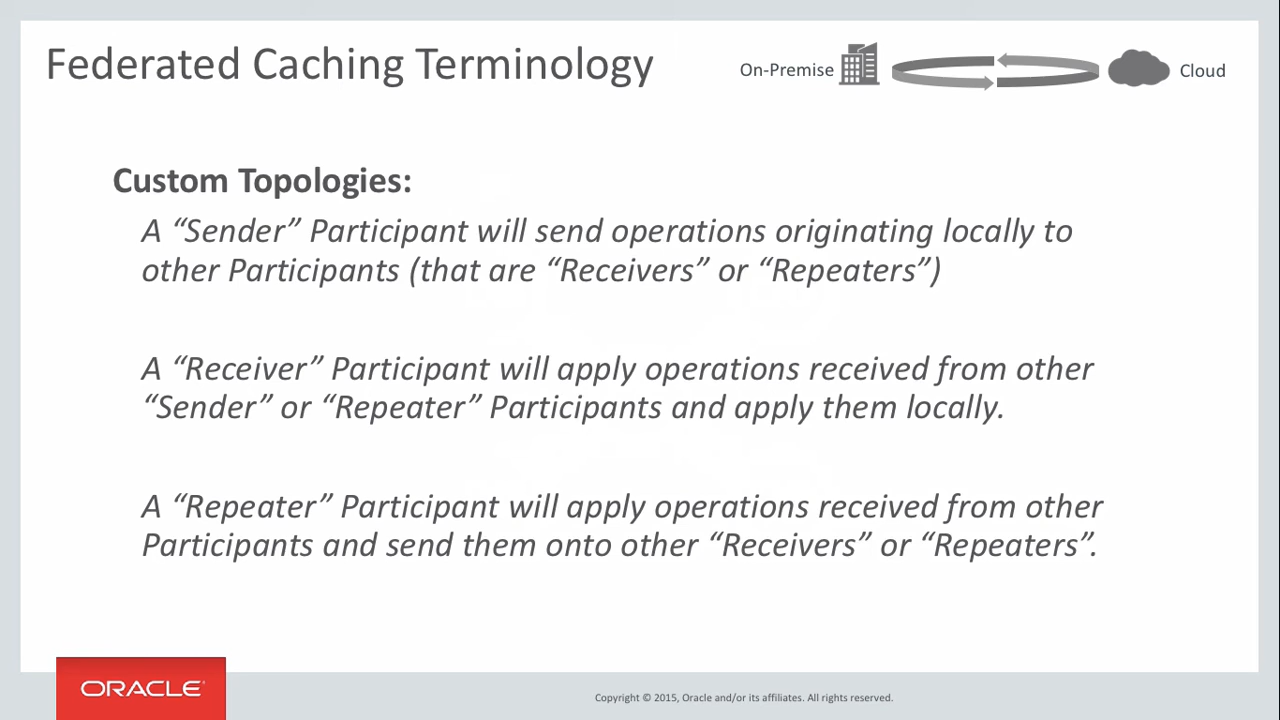 Federated Caching Terminology
On-Premise
Cloud
Custom Topologies:
A “Sender” Participant will send operations originating locally to
other Participants (that are “Receivers” or “Repeaters”)
A “Receiver” Participant will apply operations received from other
“Sender” or “Repeater” Participants and apply them locally.
A “Repeater” Participant will apply operations received from other
Participants and send them onto other “Receivers” or “Repeaters”.
ORACLE
Copyright © 2015, Oracle and/or its affiliates. All rights reserved.